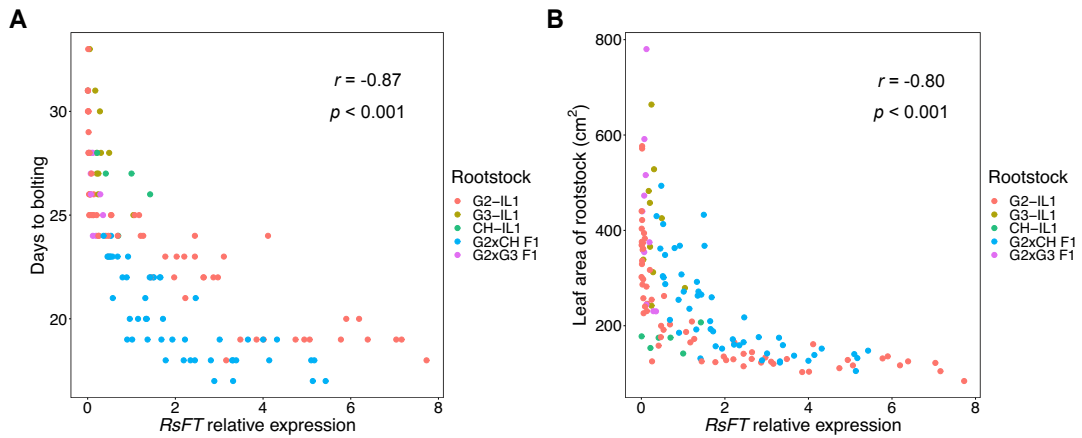 A
Days to bolting
30
25
20
r = -0.87
p < 0.001
0 2 4 6 8
RsFT relative expression
Rootstock
G2−IL1
G3−IL1
CH−IL1
G2xCH F1
G2xG3 F1
B
Leaf area of rootstock (cm²)
800
600
400
200
r = -0.80
p < 0.001
0 2 4 6 8
RsFT relative expression
Rootstock
G2−IL1
G3−IL1
CH−IL1
G2xCH F1
G2xG3 F1